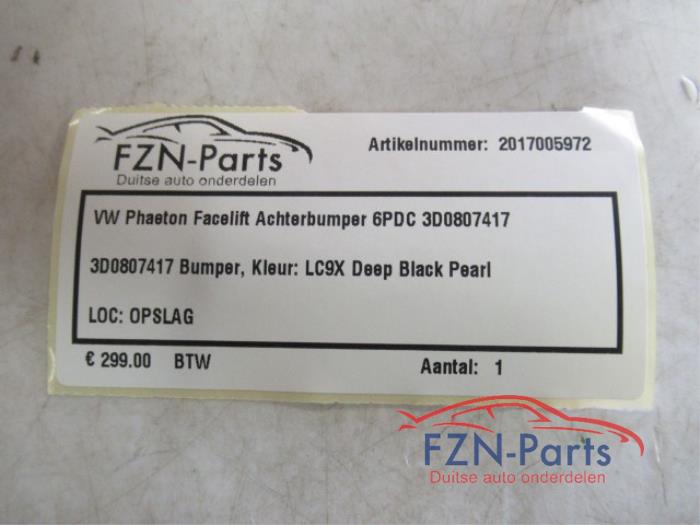 FZN-Parts
Duitse auto onderdelen
Artikelnummer: 2017005972
VW Phaeton Facelift Achterbumper 6PDC 3D0807417
3D0807417 Bumper, Kleur: LC9X Deep Black Pearl
LOC: OPSLAG
€ 299.00 BTW
Aantal: 1
FZN-Parts
Duitse auto onderdelen